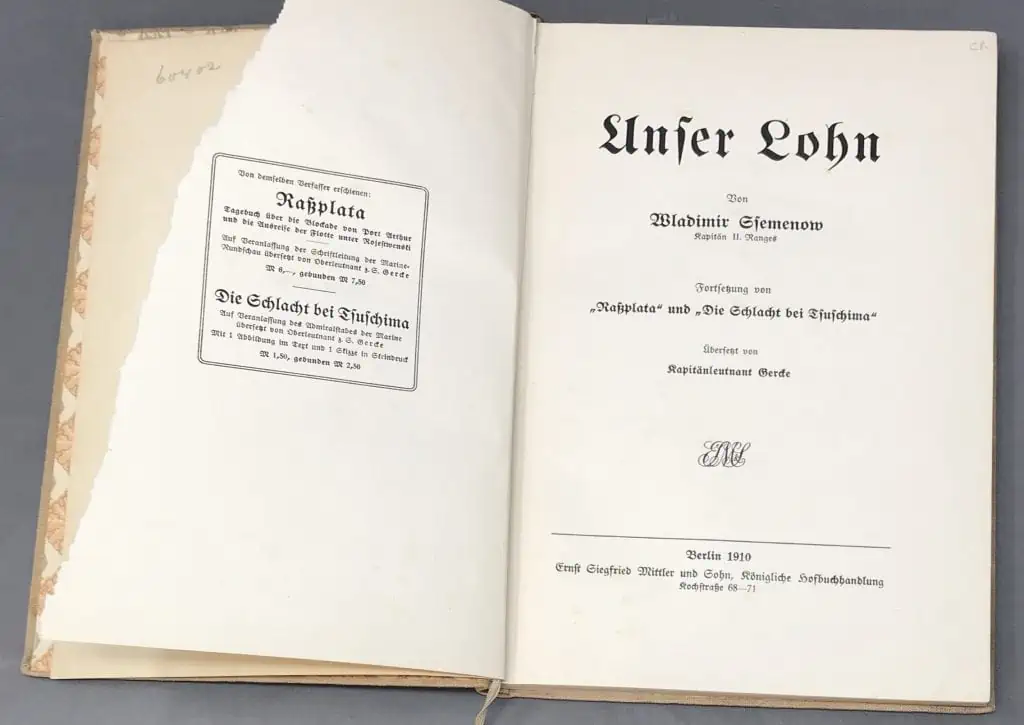 60402
Von demselben Verfasser erschienen:
Raßplata
Tagebuch über die Blockade von Port Arthur
und die Ausreise der Flotte unter Rojestwenski
Auf Veranlassung der Schriftleitung der Marine-
Rundschau übersetzt von Oberleutnant z. S. Gercke
M 6,—, gebunden M 7,50
Die Schlacht bei Tsuschima
Auf Veranlassung des Admiralstabes der Marine
übersetzt von Oberleutnant z. S. Gercke
Mit 1 Abbildung im Text und 1 Skizze in Steindruck
M 1,50, gebunden M 2,50
Unser Lohn
Von
Wladimir Ssemenow
Kapitän II. Ranges
Fortsetzung von
„Raßplata“ und „Die Schlacht bei Tsuschima“
Übersetzt von
Kapitänleutnant Gercke
Berlin 1910
Ernst Siegfried Mittler und Sohn, Königliche Hofbuchhandlung
Kochstraße 68—71